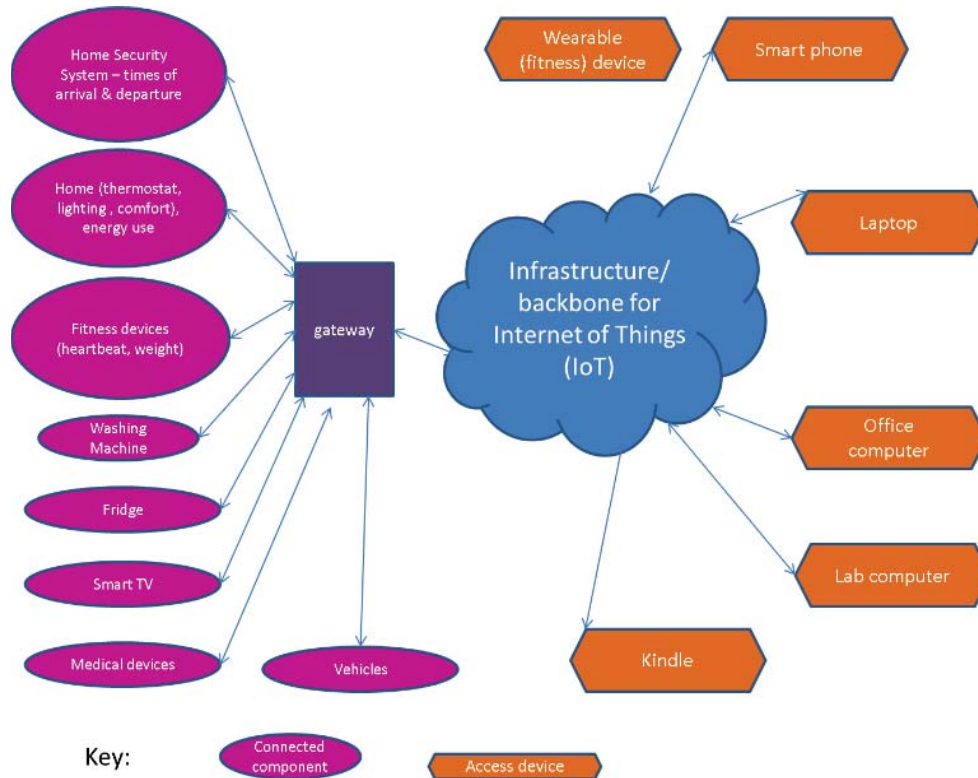 Home Security
System – times of
arrival & departure
Home (thermostat,
lighting , comfort),
energy use
Fitness devices
(heartbeat, weight)
Washing
Machine
Fridge
Smart TV
Medical devices
Vehicles
gateway
Infrastructure/
backbone for
Internet of Things
(IoT)
Wearable
(fitness) device
Smart phone
Laptop
Office
computer
Lab computer
Kindle
Key:
Connected
component
Access device